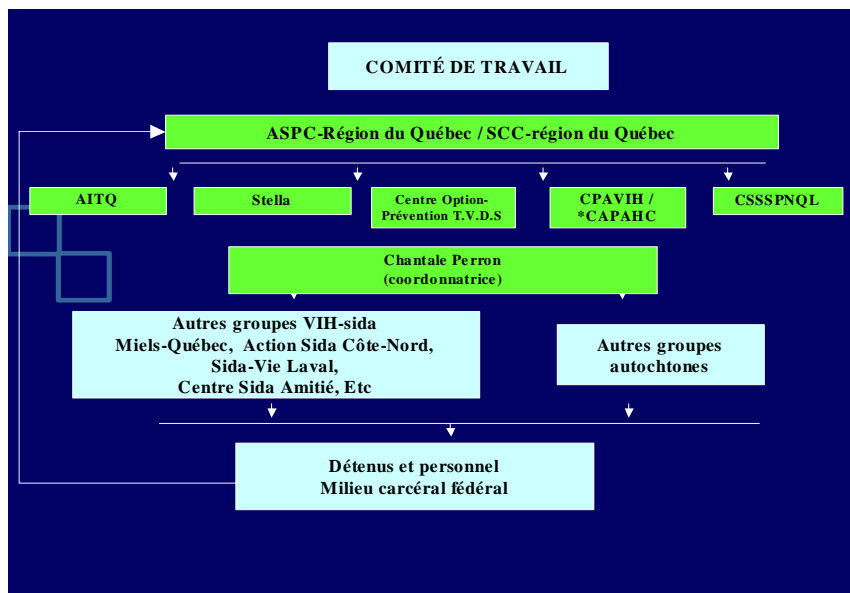 COMITÉ DE TRAVAIL
ASPC-Région du Québec / SCC-région du Québec
AITQ
Stella
Centre Option-
Prévention T.V.D.S
CPAVIH /
*CAPAHC
CSSSPNQL
Chantale Perron
(coordonnatrice)
Autres groupes VIH-sida
Miels-Québec, Action Sida Côte-Nord,
Sida-Vie Laval,
Centre Sida Amitié, Etc
Autres groupes
autochtones
Détenus et personnel
Milieu carcéral fédéral